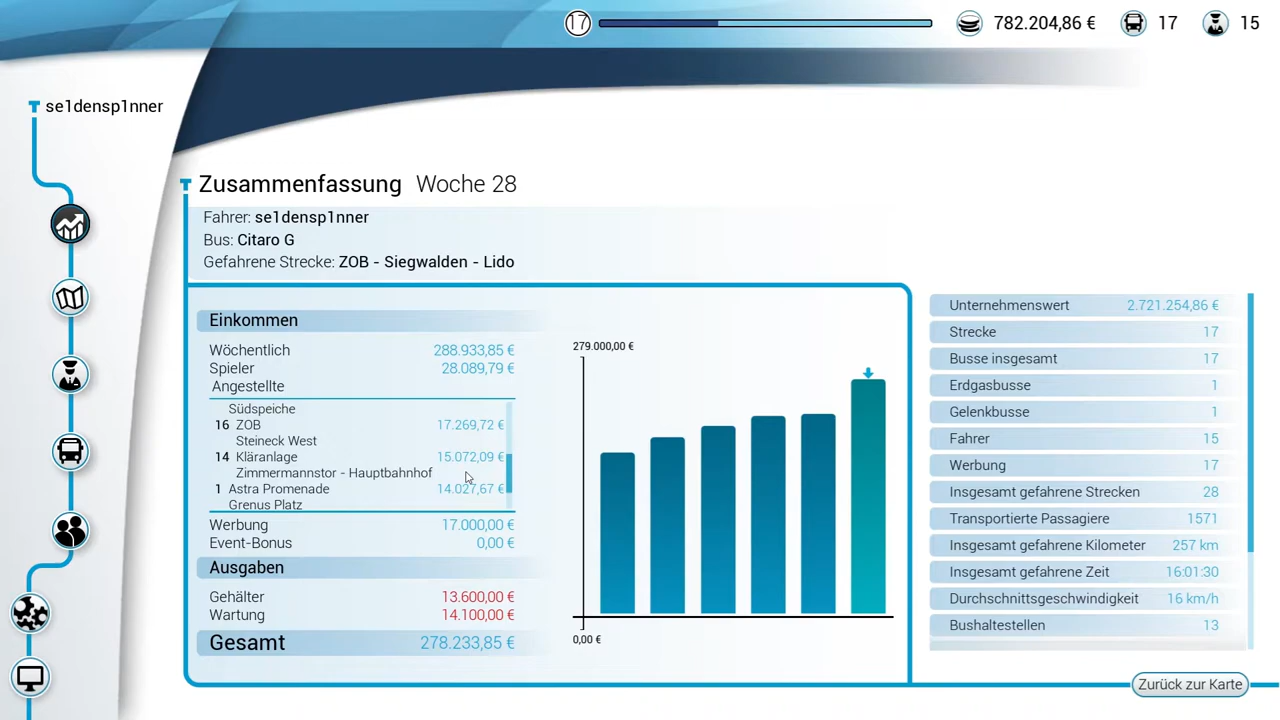 17 782.204,86 € 17 15
se1densp1nner
Zusammenfassung Woche 28
Fahrer: se1densp1nner
Bus: Citaro G
Gefahrene Strecke: ZOB - Siegwalden - Lido
Einkommen
Wöchentlich 288.933,85 €
Spieler 28.089,79 €
Angestellte
Südspeiche
16 ZOB 17.269,72 €
Steineck West
14 Kläranlage 15.072,09 €
Zimmermannstor - Hauptbahnhof
1 Astra Promenade 14.027,67 €
Grenus Platz
Werbung 17.000,00 €
Event-Bonus 0,00 €
Ausgaben
Gehälter 13.600,00 €
Wartung 14.100,00 €
Gesamt 278.233,85 €
279.000,00 €
0,00 €
Unternehmenswert 2.721.254,86 €
Strecke 17
Busse insgesamt 17
Erdgasbusse 1
Gelenkbusse 1
Fahrer 15
Werbung 17
Insgesamt gefahrene Strecken 28
Transportierte Passagiere 1571
Insgesamt gefahrene Kilometer 257 km
Insgesamt gefahrene Zeit 16:01:30
Durchschnittsgeschwindigkeit 16 km/h
Bushaltestellen 13
Zurück zur Karte